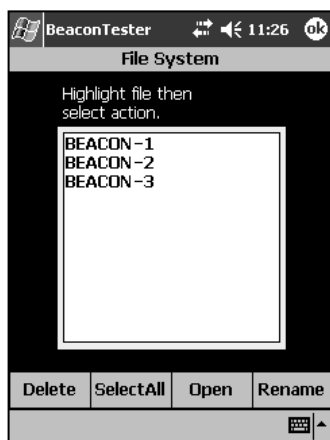 BeaconTester 11:26 ok
File System
Highlight file then
select action.
BEACON-1
BEACON-2
BEACON-3
Delete SelectAll Open Rename